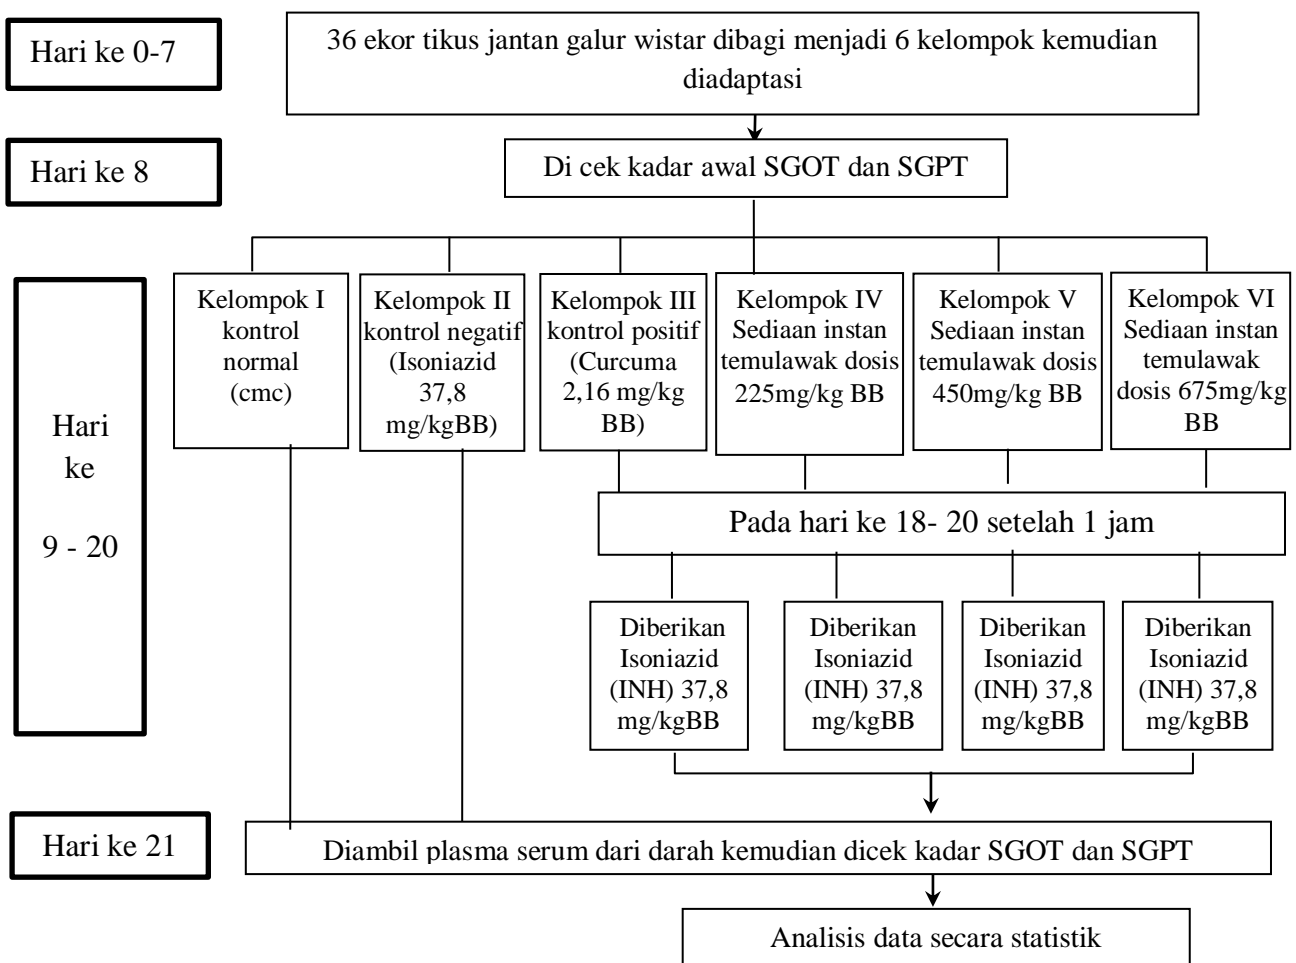 Hari ke 0-7
36 ekor tikus jantan galur wistar dibagi menjadi 6 kelompok kemudian
diadaptasi
Hari ke 8
Di cek kadar awal SGOT dan SGPT
Hari
ke
9 - 20
Kelompok I
kontrol
normal
(cmc)
Kelompok II
kontrol negatif
(Isoniazid
37,8
mg/kgBB)
Kelompok III
kontrol positif
(Curcuma
2,16 mg/kg
BB)
Kelompok IV
Sediaan instan
temulawak dosis
225mg/kg BB
Kelompok V
Sediaan instan
temulawak dosis
450mg/kg BB
Kelompok VI
Sediaan instan
temulawak
dosis 675mg/kg
BB
Pada hari ke 18- 20 setelah 1 jam
Diberikan
Isoniazid
(INH) 37,8
mg/kgBB
Diberikan
Isoniazid
(INH) 37,8
mg/kgBB
Diberikan
Isoniazid
(INH) 37,8
mg/kgBB
Diberikan
Isoniazid
(INH) 37,8
mg/kgBB
Hari ke 21
Diambil plasma serum dari darah kemudian dicek kadar SGOT dan SGPT
Analisis data secara statistik